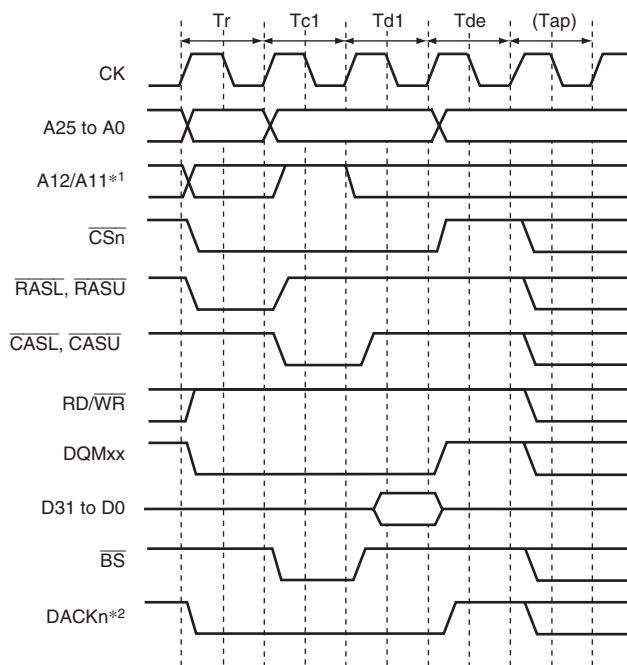 Tr Tc1 Td1 Tde (Tap)
CK
A25 to A0
A12/A11*1
CSn
RASL, RASU
CASL, CASU
RD/WR
DQMxx
D31 to D0
BS
DACKn*2